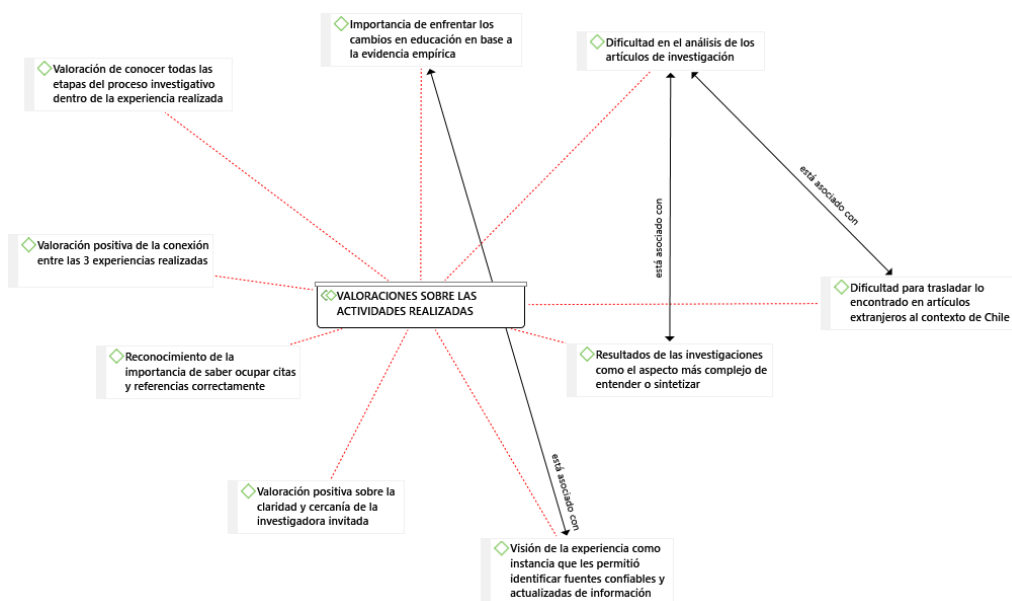 Importancia de enfrentar los
cambios en educación en base a
la evidencia empírica
Dificultad en el análisis de los
artículos de investigación
Valoración de conocer todas las
etapas del proceso investigativo
dentro de la experiencia realizada
está asociado con
está asociado con
Valoración positiva de la conexión
entre las 3 experiencias realizadas
VALORACIONES SOBRE LAS
ACTIVIDADES REALIZADAS
Dificultad para trasladar lo
encontrado en artículos
extranjeros al contexto de Chile
Reconocimiento de la
importancia de saber ocupar citas
y referencias correctamente
Resultados de las investigaciones
como el aspecto más complejo de
entender o sintetizar
está asociado con
Valoración positiva sobre la
claridad y cercanía de la
investigadora invitada
Visión de la experiencia como
instancia que les permitió
identificar fuentes confiables y
actualizadas de información